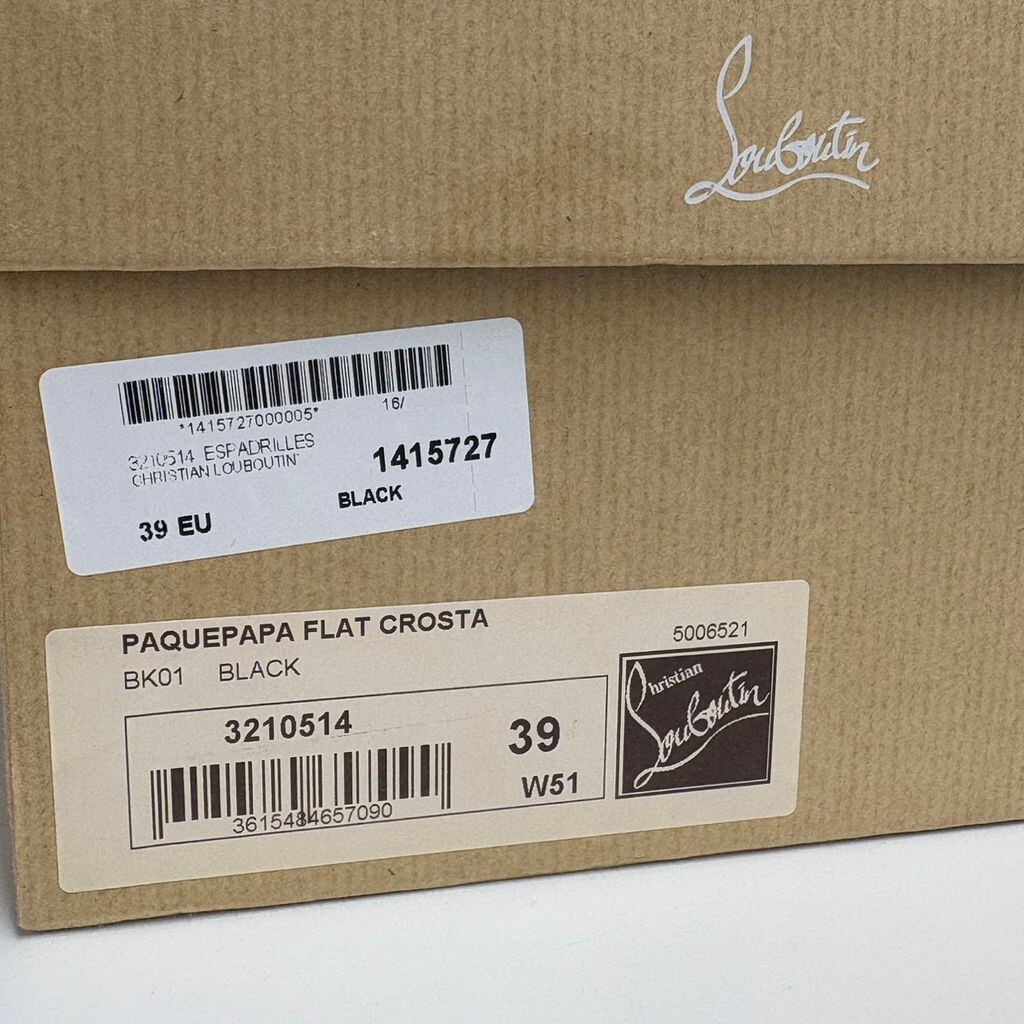 Louboutin
*1415727000005*
16/
3210514 ESPADRILLES
CHRISTIAN LOUBOUTIN
1415727
BLACK
39 EU
PAQUEPAPA FLAT CROSTA
BK01 BLACK
5006521
3210514
39
W51
3615484657090
Christian
Louboutin